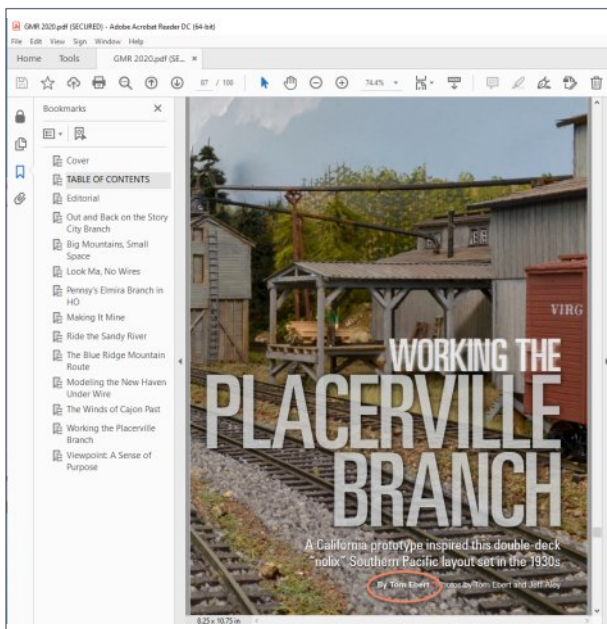 GMR 2020.pdf (SECURED) - Adobe Acrobat Reader DC (64-bit)
File Edit View Sign Window Help
Home Tools GMR 2020.pdf (SE... ×
87 / 100 74.4%
Bookmarks ×
Cover
TABLE OF CONTENTS
Editorial
Out and Back on the Story
City Branch
Big Mountains, Small
Space
Look Ma, No Wires
Pennsy's Elmira Branch in
HO
Making It Mine
Ride the Sandy River
The Blue Ridge Mountain
Route
Modeling the New Haven
Under Wire
The Winds of Cajon Past
Working the Placerville
Branch
Viewpoint: A Sense of
Purpose
VIRG
WORKING THE
PLACERVILLE
BRANCH
A California prototype inspired this double-deck
"nolix" Southern Pacific layout set in the 1930s
By Tom Ebert Photos by Tom Ebert and Jeff Aley
8.25 x 10.75 in